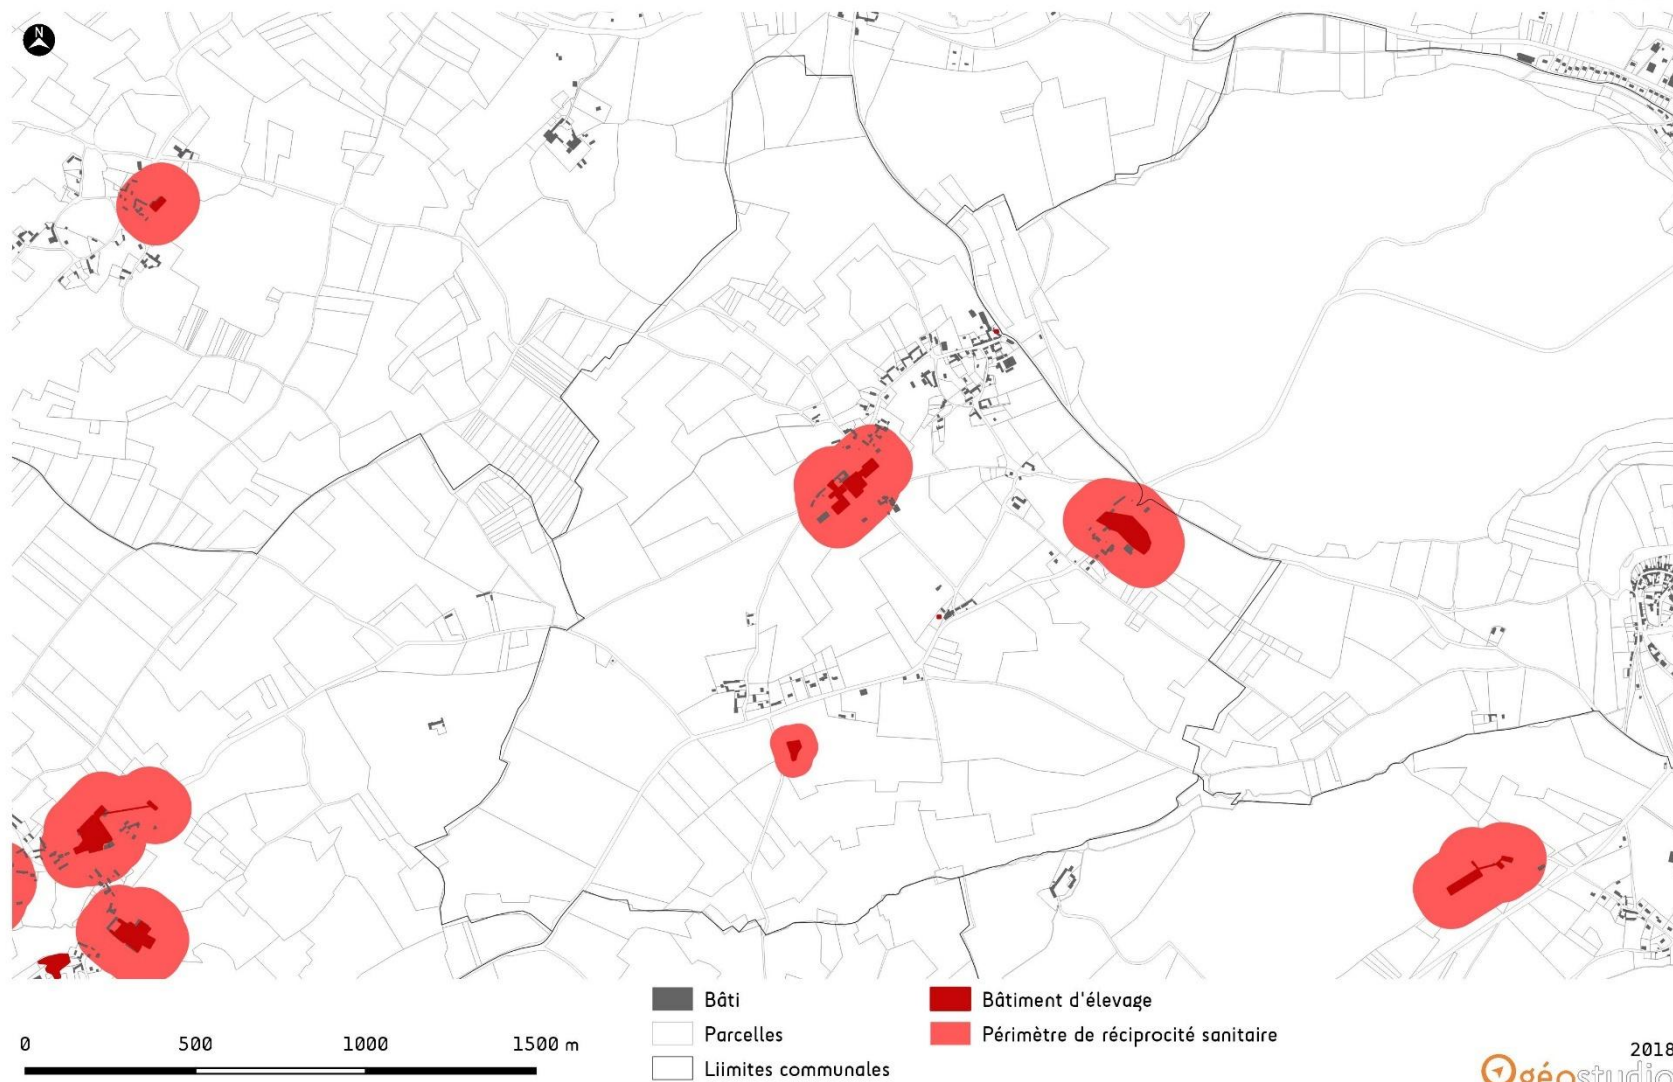 N
Bâti
Parcelles
Liimites communales
Bâtiment d'élevage
Périmètre de réciprocité sanitaire
0 500 1000 1500 m
2018
géostudio